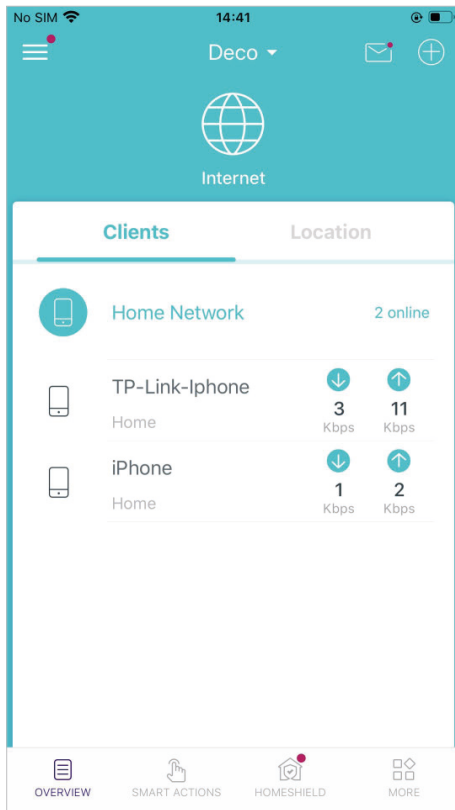 No SIM 14:41
Deco
Internet
Clients Location
Home Network 2 online
TP-Link-Iphone
Home
3 11
Kbps Kbps
iPhone
Home
1 2
Kbps Kbps
OVERVIEW SMART ACTIONS HOMESHIELD MORE